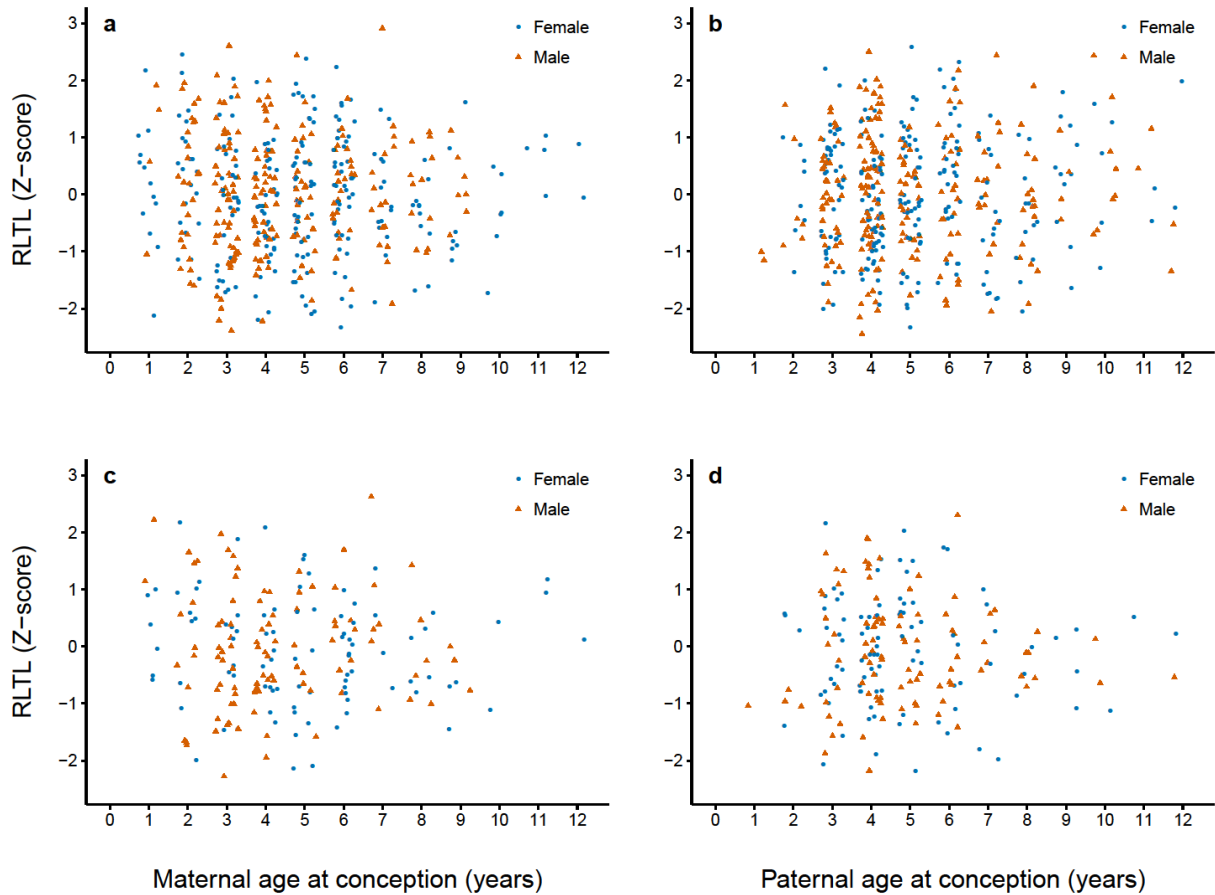 a
Female
Male
RLTL (Z−score)
3
2
1
0
−1
−2
0 1 2 3 4 5 6 7 8 9 10 11 12
b
Female
Male
3
2
1
0
−1
−2
0 1 2 3 4 5 6 7 8 9 10 11 12
c
Female
Male
RLTL (Z−score)
3
2
1
0
−1
−2
0 1 2 3 4 5 6 7 8 9 10 11 12
Maternal age at conception (years)
d
Female
Male
3
2
1
0
−1
−2
0 1 2 3 4 5 6 7 8 9 10 11 12
Paternal age at conception (years)